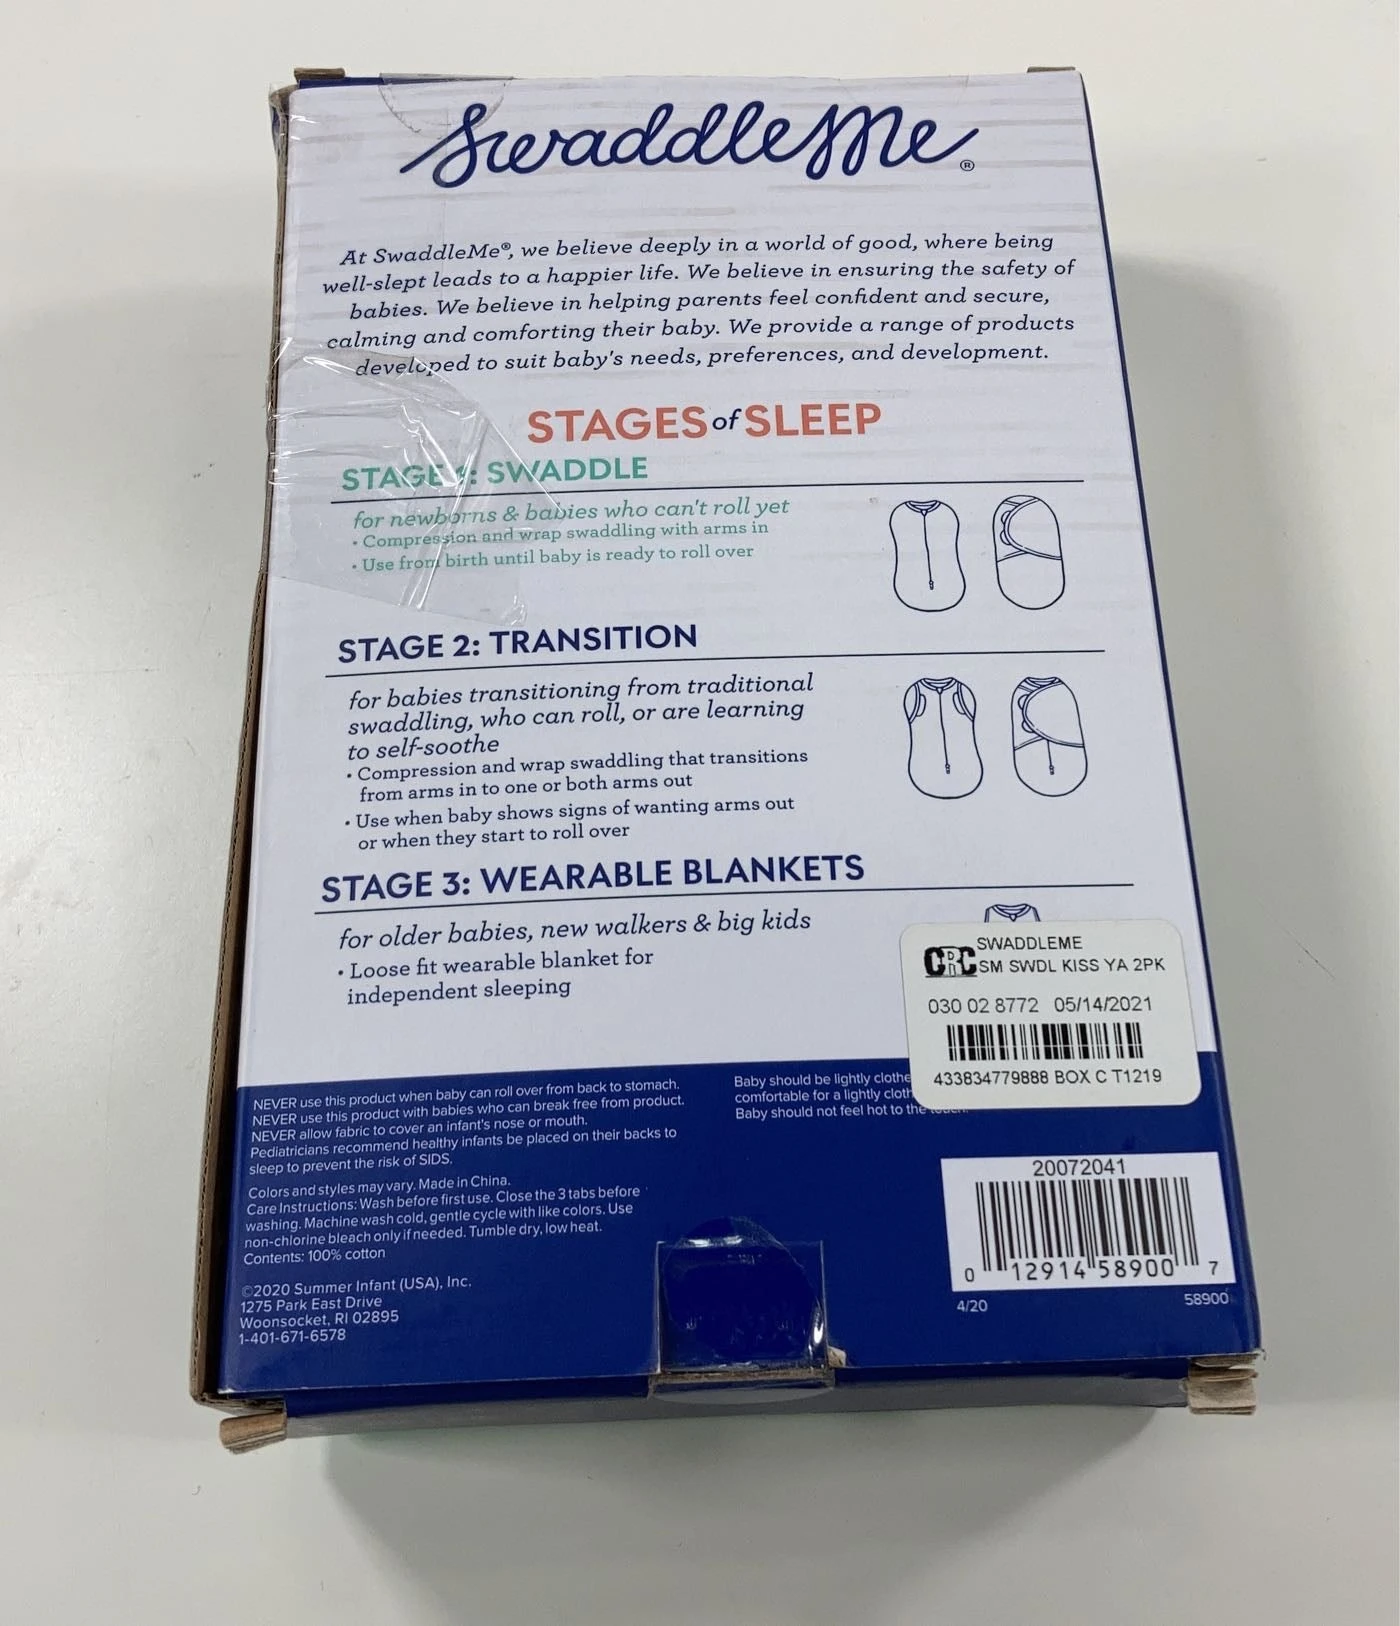 SwaddleMe®
At SwaddleMe®, we believe deeply in a world of good, where being
well-slept leads to a happier life. We believe in ensuring the safety of
babies. We believe in helping parents feel confident and secure,
calming and comforting their baby. We provide a range of products
developed to suit baby's needs, preferences, and development.
STAGES of SLEEP
STAGE 1: SWADDLE
for newborns & babies who can't roll yet
• Compression and wrap swaddling with arms in
• Use from birth until baby is ready to roll over
STAGE 2: TRANSITION
for babies transitioning from traditional
swaddling, who can roll, or are learning
to self-soothe
• Compression and wrap swaddling that transitions
from arms in to one or both arms out
• Use when baby shows signs of wanting arms out
or when they start to roll over
STAGE 3: WEARABLE BLANKETS
for older babies, new walkers & big kids
• Loose fit wearable blanket for
independent sleeping
SWADDLEME
CRC SM SWDL KISS YA 2PK
030 02 8772 05/14/2021
433834779888 BOX C T1219
NEVER use this product when baby can roll over from back to stomach.
NEVER use this product with babies who can break free from product.
NEVER allow fabric to cover an infant's nose or mouth.
Pediatricians recommend healthy infants be placed on their backs to
sleep to prevent the risk of SIDS.
Colors and styles may vary. Made in China.
Care Instructions: Wash before first use. Close the 3 tabs before
washing. Machine wash cold, gentle cycle with like colors. Use
non-chlorine bleach only if needed. Tumble dry, low heat.
Contents: 100% cotton
©2020 Summer Infant (USA), Inc.
1275 Park East Drive
Woonsocket, RI 02895
1-401-671-6578
Baby should be lightly clothe
comfortable for a lightly cloth
Baby should not feel hot to the
20072041
0 12914 58900 7
4/20 58900